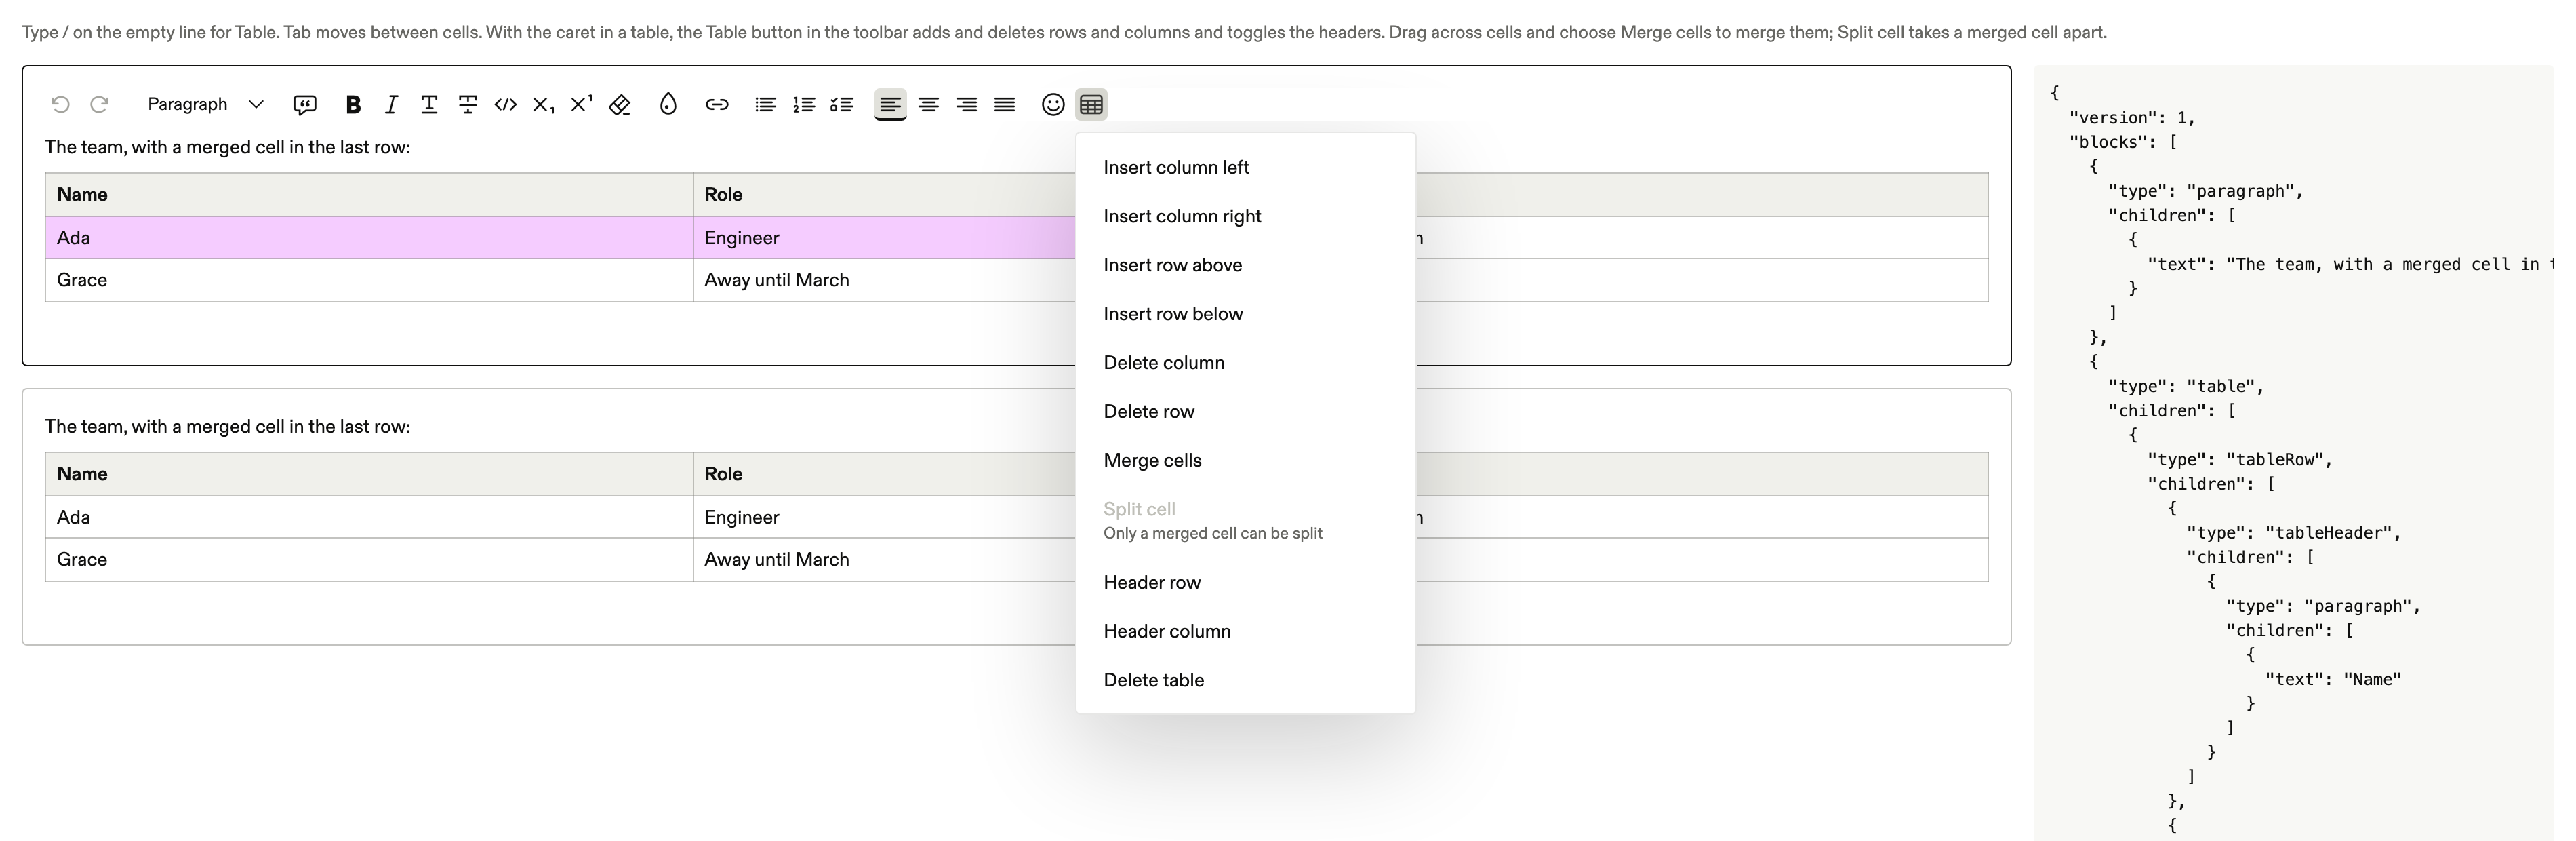 Type / on the empty line for Table. Tab moves between cells. With the caret in a table, the Table button in the toolbar adds and deletes rows and columns and toggles the headers. Drag across cells and choose Merge cells to merge them; Split cell takes a merged cell apart.
Paragraph
The team, with a merged cell in the last row:
Name Role
Ada Engineer
Grace Away until March
The team, with a merged cell in the last row:
Name Role
Ada Engineer
Grace Away until March
Insert column left
Insert column right
Insert row above
Insert row below
Delete column
Delete row
Merge cells
Split cell
Only a merged cell can be split
Header row
Header column
Delete table
{
"version": 1,
"blocks": [
{
"type": "paragraph",
"children": [
{
"text": "The team, with a merged cell in
}
]
},
{
"type": "table",
"children": [
{
"type": "tableRow",
"children": [
{
"type": "tableHeader",
"children": [
{
"type": "paragraph",
"children": [
{
"text": "Name"
}
]
}
]
},
{